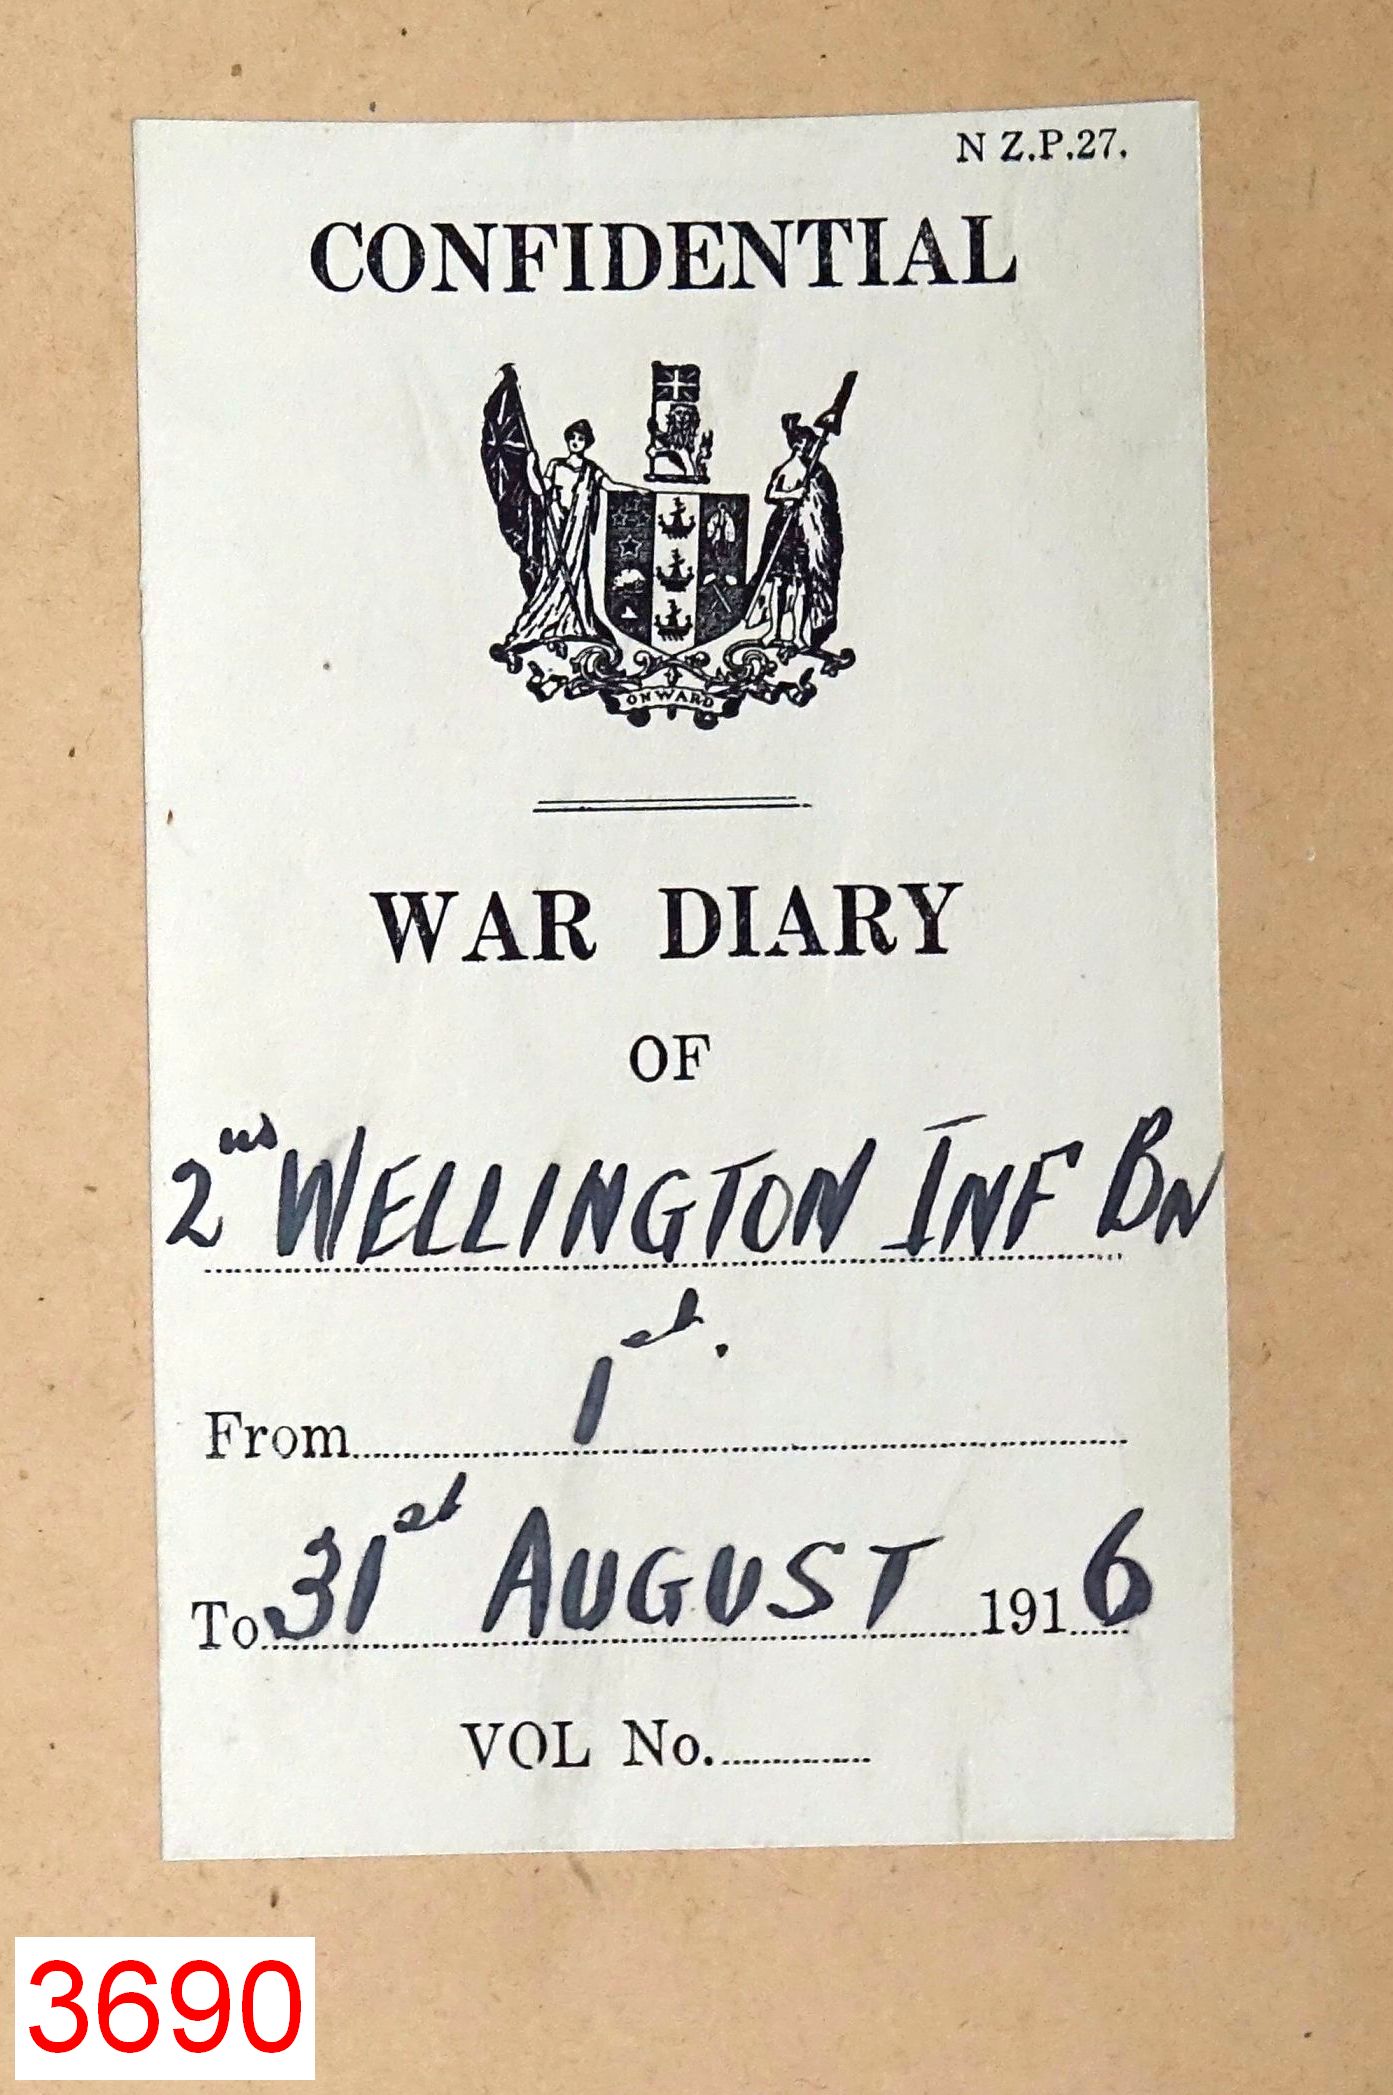 N Z.P.27.
CONFIDENTIAL
ONWARD
WAR DIARY
OF
2nd WELLINGTON INF BN
From 1st.
To 31st AUGUST 1916
VOL No.
3690